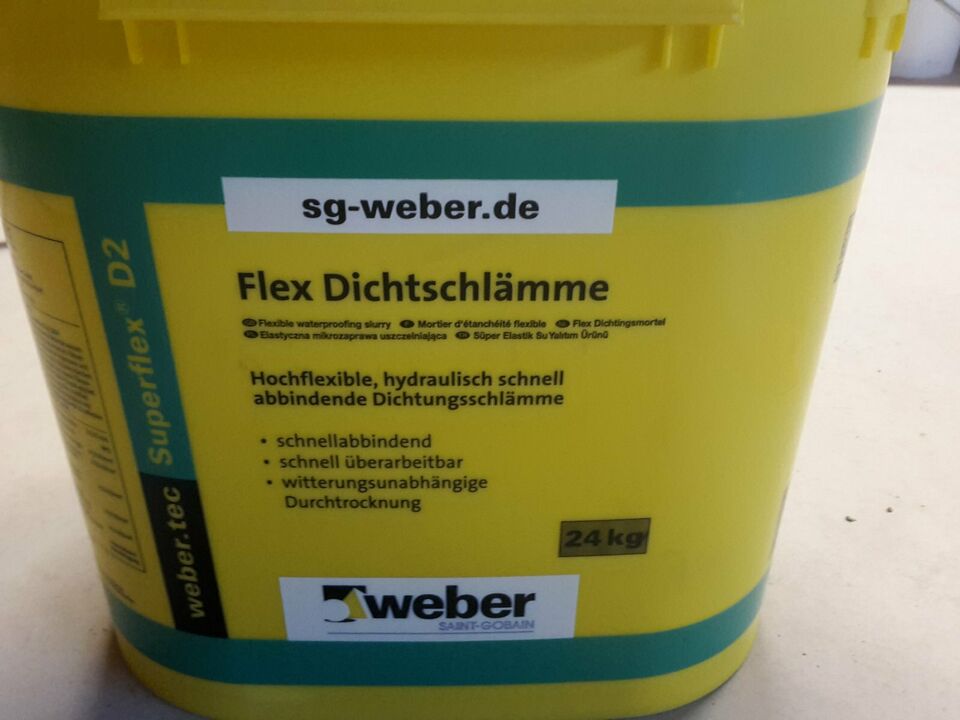 sg-weber.de
Flex Dichtschlämme
Flexible waterproofing slurry Mortier d'étanchéité flexible Flex Dichtingsmortel
Elastyczna mikrozaprawa uszczelniająca Süper Elastik Su Yalıtım Ürünü
Hochflexible, hydraulisch schnell
abbindende Dichtungsschlämme
• schnellabbindend
• schnell überarbeitbar
• witterungsunabhängige
Durchtrocknung
24 kg
weber.tec Superflex® D2
weber
SAINT-GOBAIN